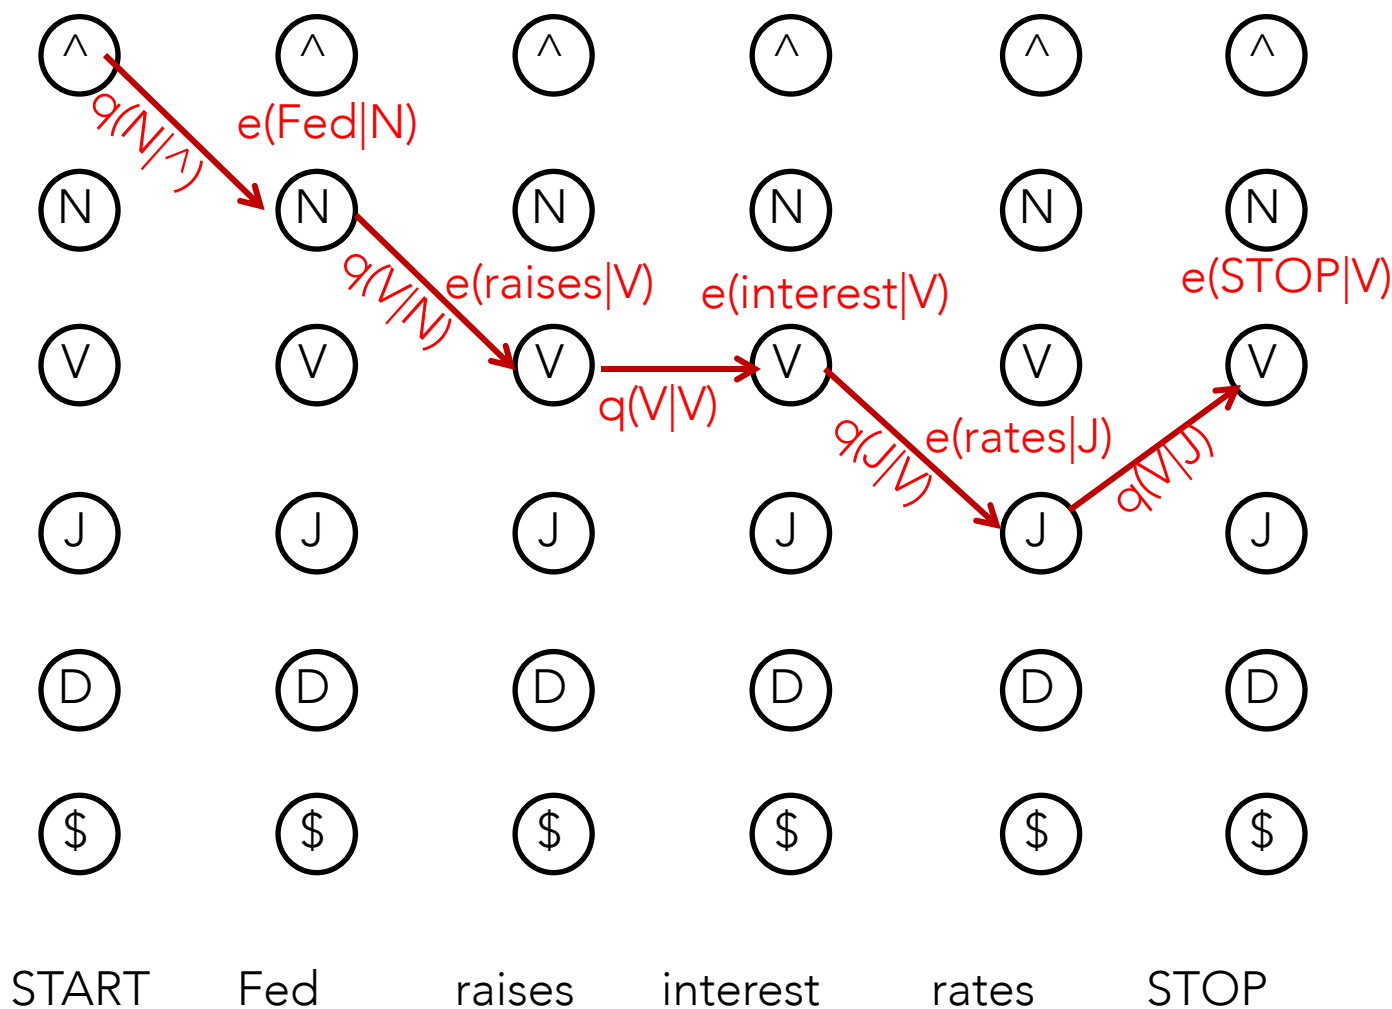 ^ ^ ^ ^ ^ ^
q(N|^) e(Fed|N)
N N N N N N
q(V|N) e(raises|V) e(interest|V) e(STOP|V)
V V V V V V
q(V|V) q(J|V) e(rates|J) q(V|J)
J J J J J J
D D D D D D
$ $ $ $ $ $
START Fed raises interest rates STOP